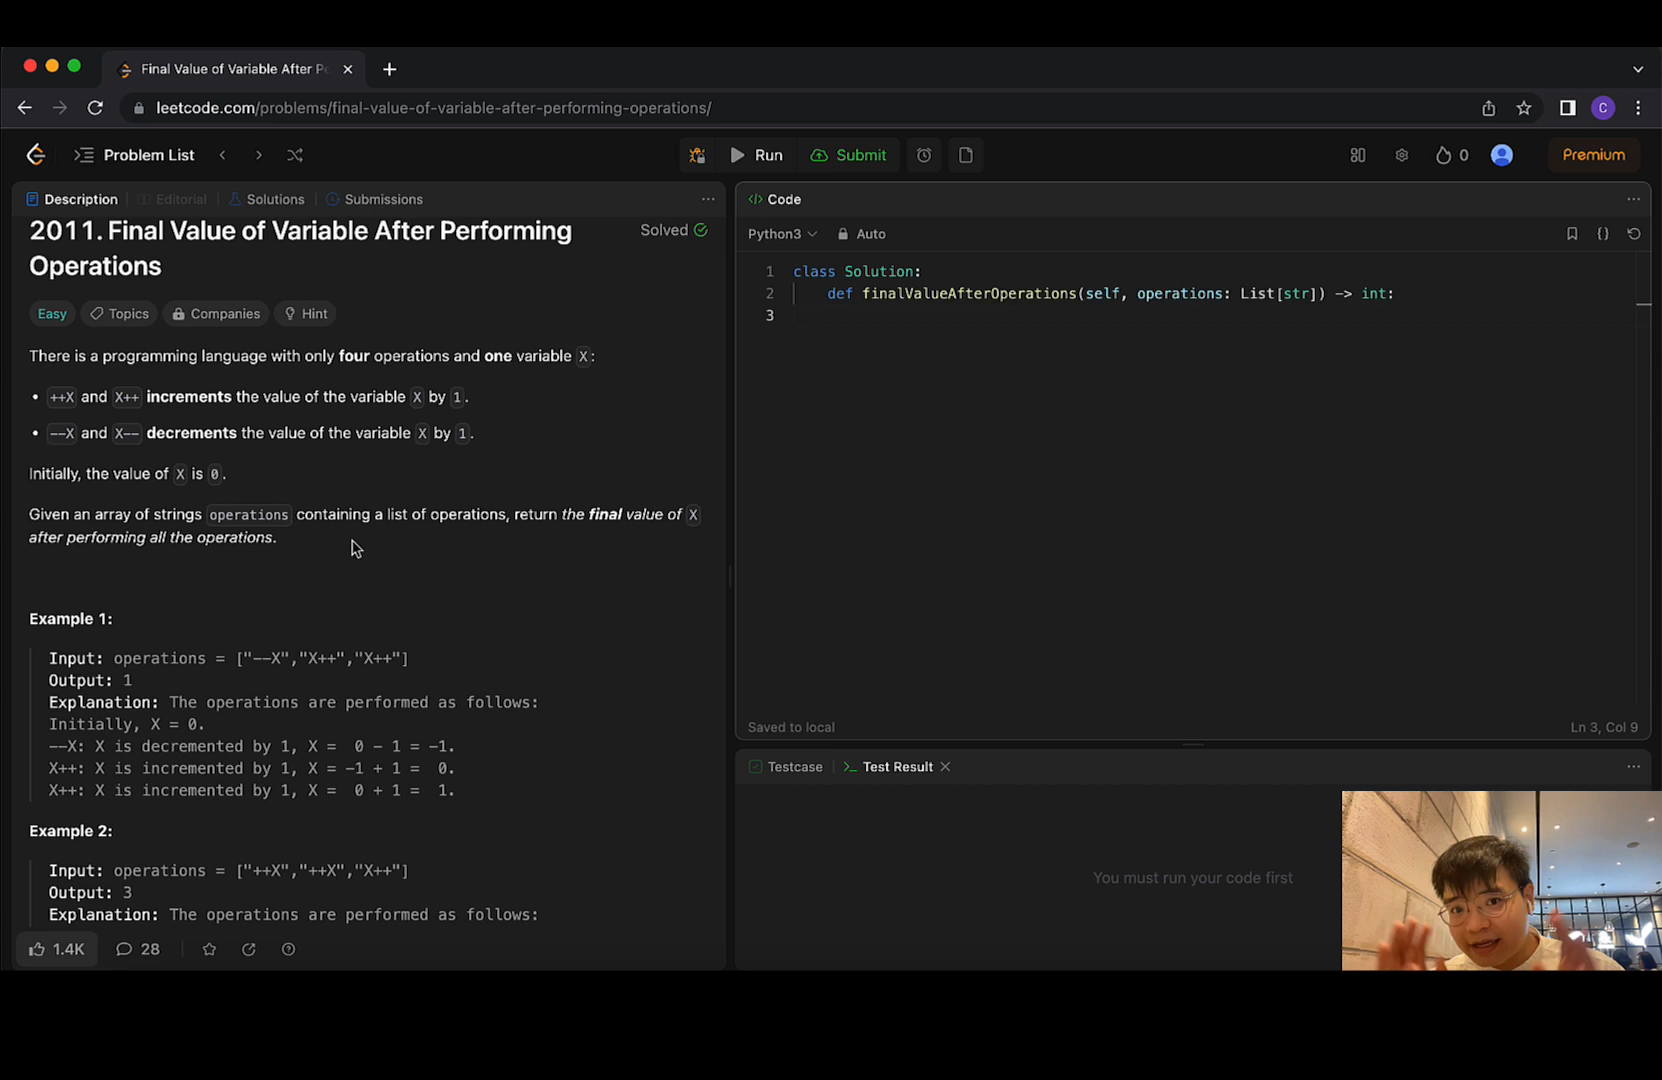 Final Value of Variable After Pe
leetcode.com/problems/final-value-of-variable-after-performing-operations/
C
Problem List
Run
Submit
0
Premium
Description
Editorial
Solutions
Submissions
2011. Final Value of Variable After Performing
Operations
Solved
Easy
Topics
Companies
Hint
There is a programming language with only four operations and one variable X:
• ++X and X++ increments the value of the variable X by 1.
• --X and X-- decrements the value of the variable X by 1.
Initially, the value of X is 0.
Given an array of strings operations containing a list of operations, return the final value of X
after performing all the operations.
Example 1:
Input: operations = ["--X","X++","X++"]
Output: 1
Explanation: The operations are performed as follows:
Initially, X = 0.
--X: X is decremented by 1, X =  0 - 1 = -1.
X++: X is incremented by 1, X = -1 + 1 =  0.
X++: X is incremented by 1, X =  0 + 1 =  1.
Example 2:
Input: operations = ["++X","++X","X++"]
Output: 3
Explanation: The operations are performed as follows:
1.4K
28
</> Code
Python3
Auto
{}
1 class Solution:
2     def finalValueAfterOperations(self, operations: List[str]) -> int:
3
Saved to local
Ln 3, Col 9
Testcase
>_ Test Result
You must run your code first